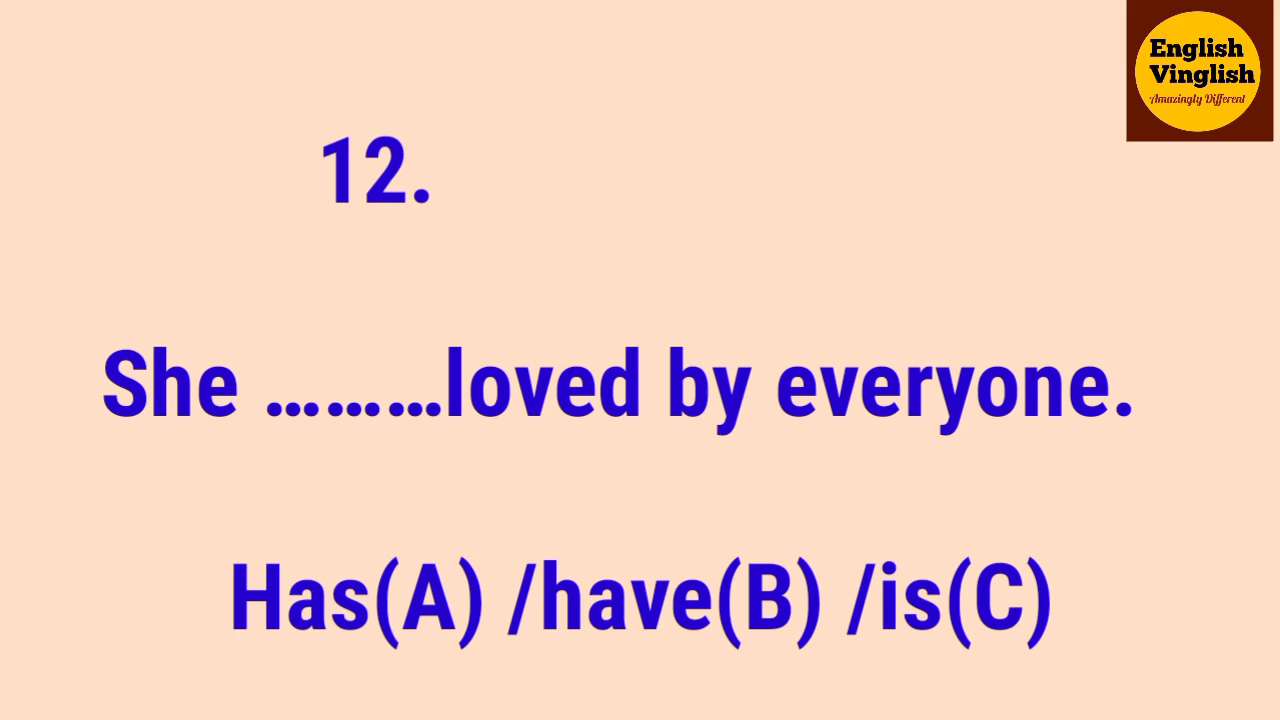 English
Vinglish
Amazingly Different
12.
She ………loved by everyone.
Has(A) /have(B) /is(C)